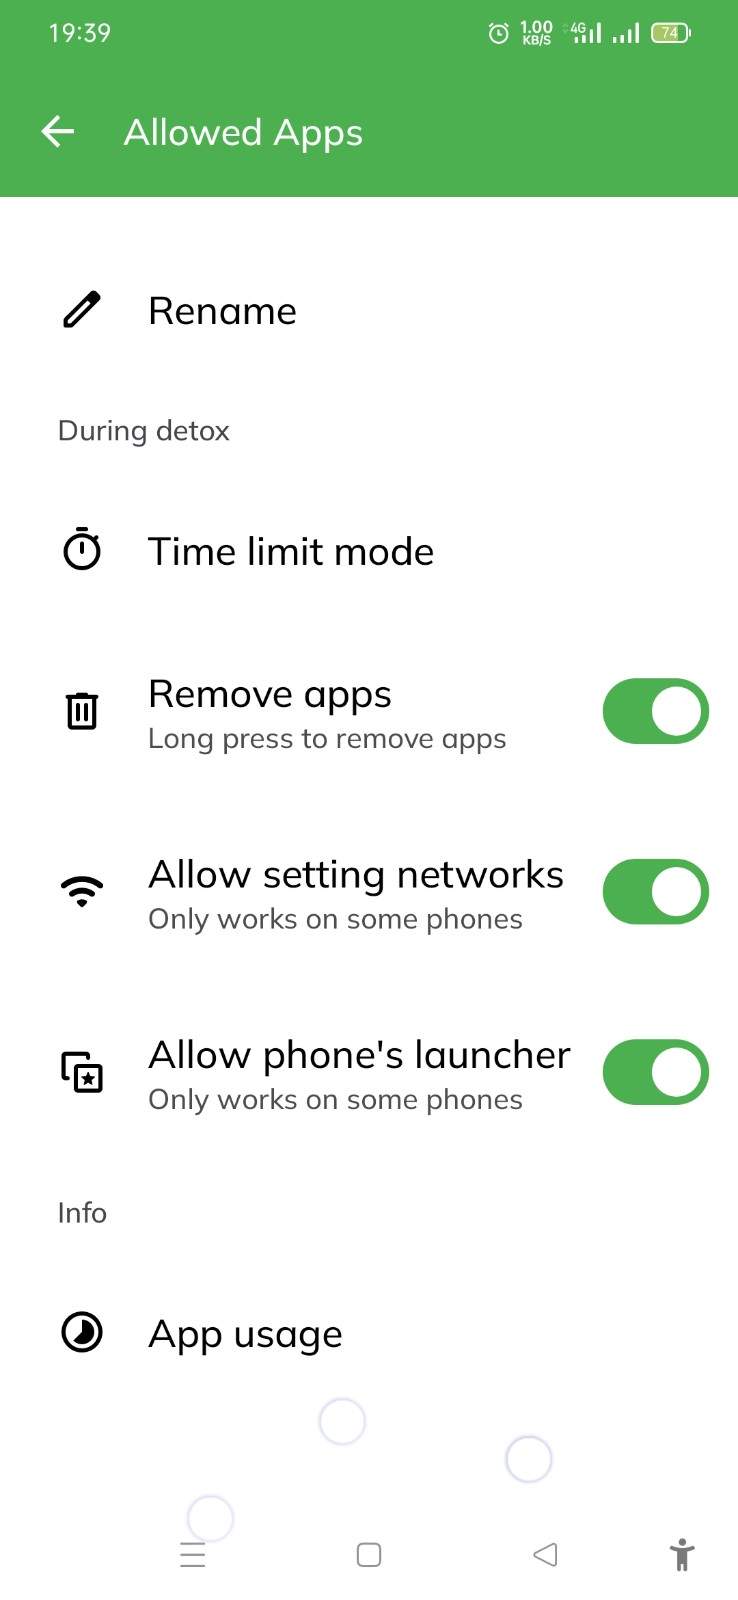 19:39
1.00
KB/S
4G
74
Allowed Apps
Rename
During detox
Time limit mode
Remove apps
Long press to remove apps
Allow setting networks
Only works on some phones
Allow phone's launcher
Only works on some phones
Info
App usage